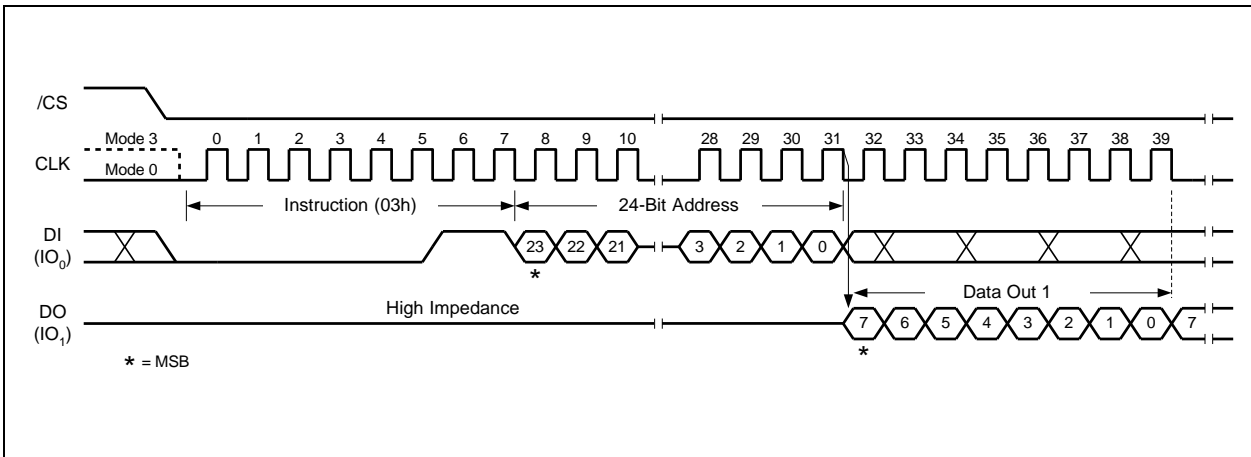 /CS
Mode 3 0 1 2 3 4 5 6 7 8 9 10 28 29 30 31 32 33 34 35 36 37 38 39
CLK
Mode 0
Instruction (03h) 24-Bit Address
DI
(IO0)
23 22 21 3 2 1 0
*
Data Out 1
High Impedance
DO
(IO1)
7 6 5 4 3 2 1 0 7
*
* = MSB